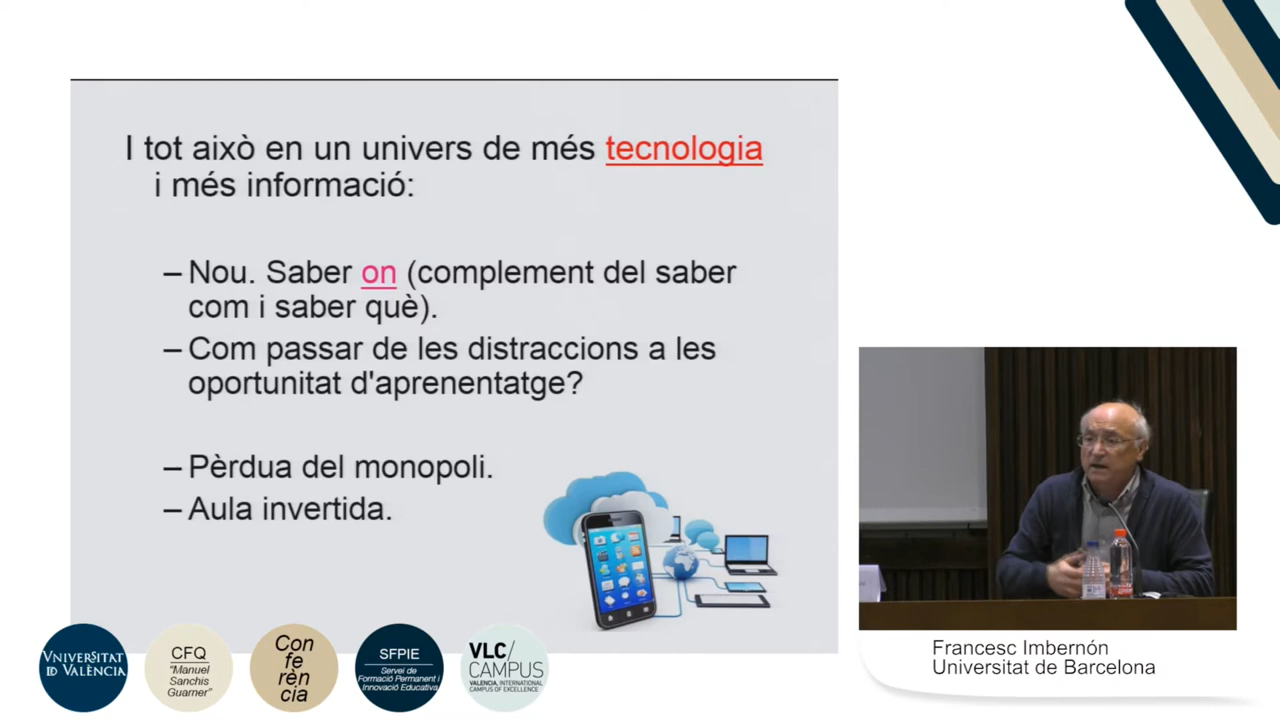 I tot això en un univers de més tecnologia
i més informació:
– Nou. Saber on (complement del saber
com i saber què).
– Com passar de les distraccions a les
oportunitat d'aprenentatge?
– Pèrdua del monopoli.
– Aula invertida.
Francesc Imbernón
Universitat de Barcelona
VNIVERSITAT
D VALÈNCIA
CFQ
"Manuel
Sanchis
Guarner"
Con
fe
rèn
cia
SFPIE
Servei de
Formació Permanent i
Innovació Educativa
VLC/
CAMPUS
VALENCIA, INTERNATIONAL
CAMPUS OF EXCELLENCE